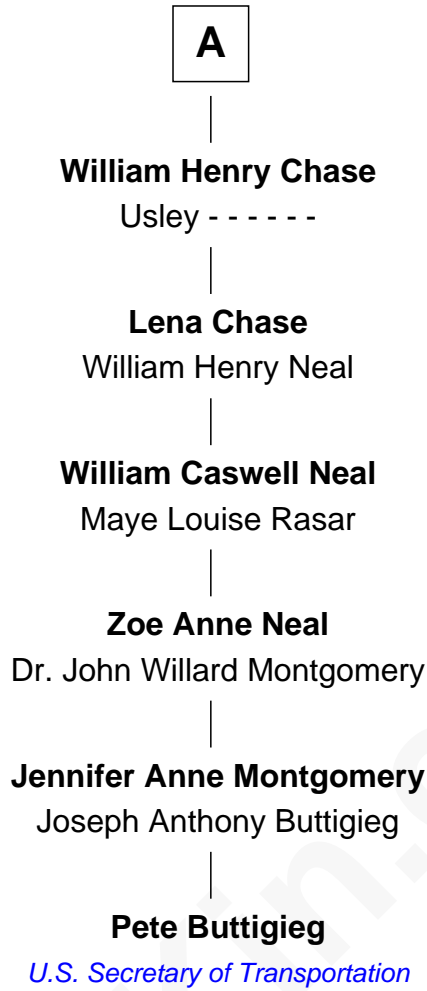 A
William Henry Chase
Usley - - - - - -
Lena Chase
William Henry Neal
William Caswell Neal
Maye Louise Rasar
Zoe Anne Neal
Dr. John Willard Montgomery
Jennifer Anne Montgomery
Joseph Anthony Buttigieg
Pete Buttigieg
U.S. Secretary of Transportation